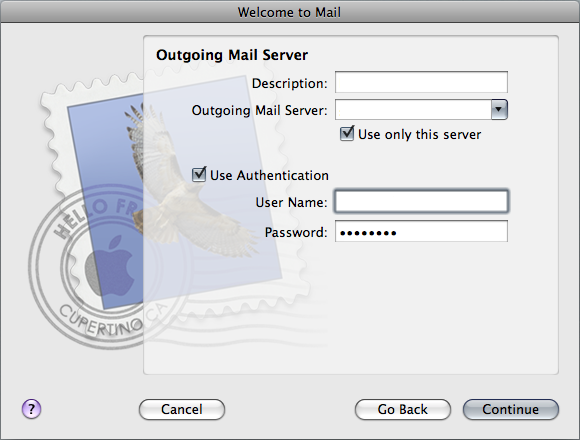 Welcome to Mail
Outgoing Mail Server
Description:
Outgoing Mail Server:
Use only this server
Use Authentication
User Name:
Password: ••••••••
HELLO FR
CUPERTINO CA
? Cancel Go Back Continue